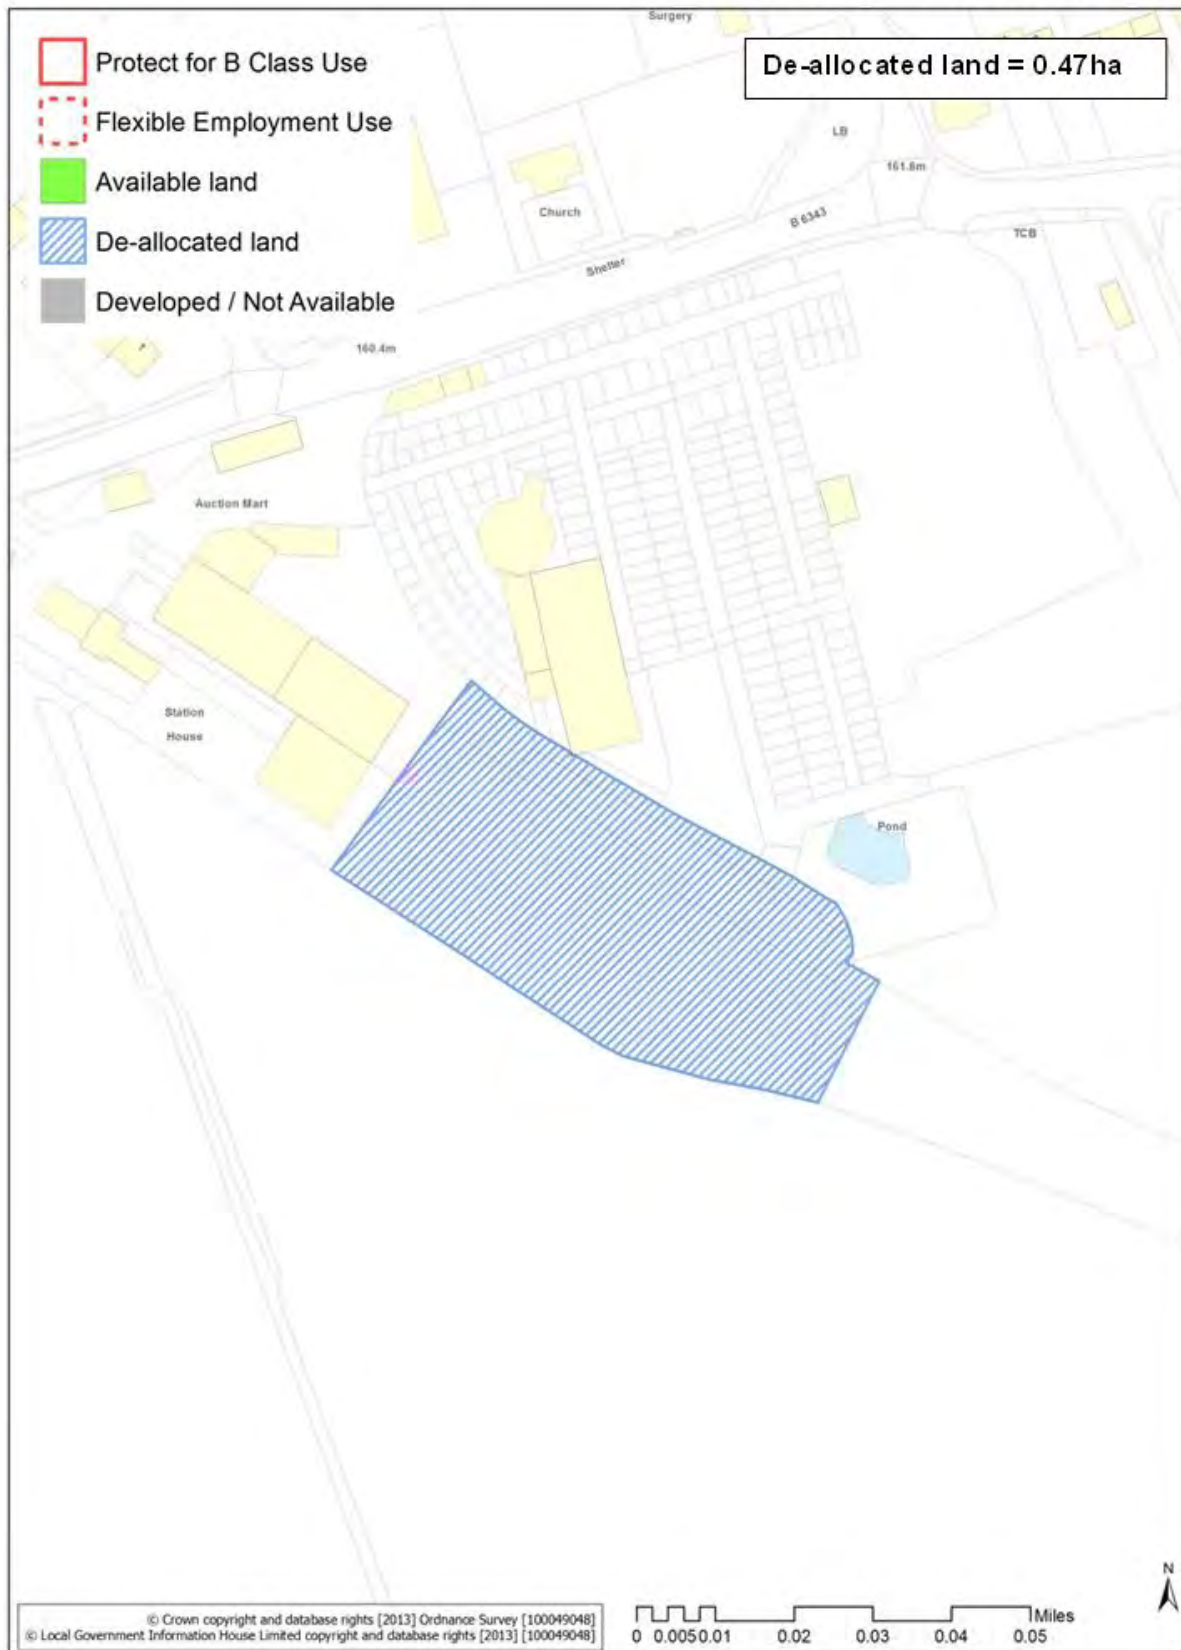 Surgery
Protect for B Class Use
De-allocated land = 0.47ha
Flexible Employment Use
LB
161.8m
Available land
Church
B 6343
TCB
De-allocated land
Shelter
Developed / Not Available
160.4m
Auction Mart
Station
House
Pond
N
© Crown copyright and database rights [2013] Ordnance Survey [100049048]
© Local Government Information House Limited copyright and database rights [2013] [100049048]
Miles
0 0.005 0.01 0.02 0.03 0.04 0.05